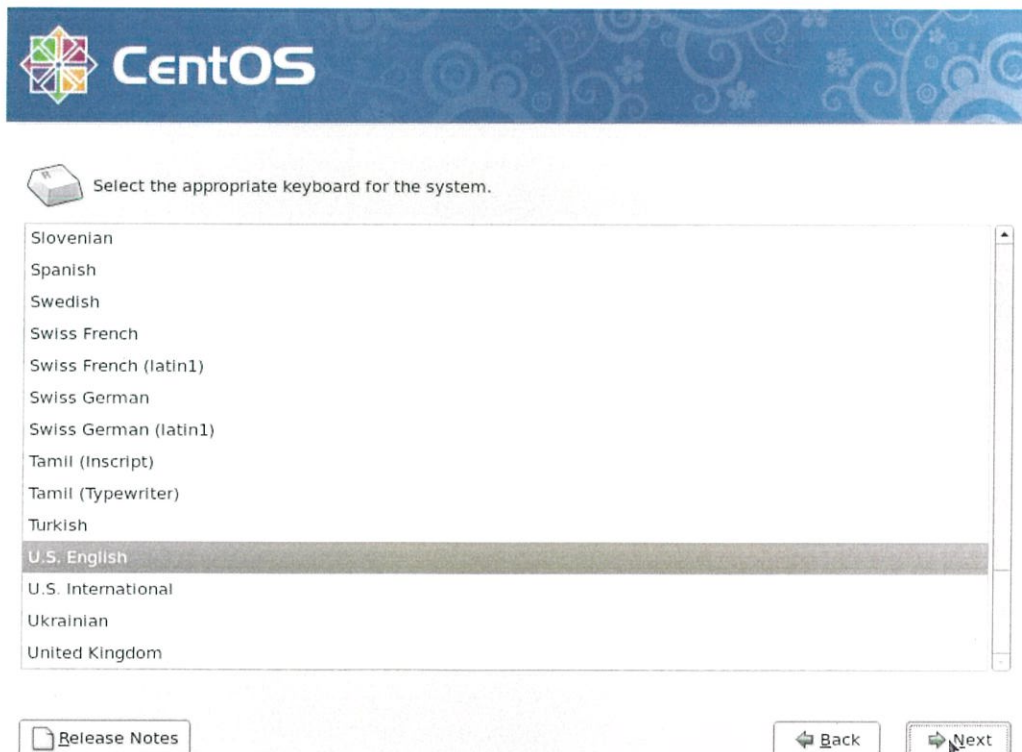 CentOS
Select the appropriate keyboard for the system.
Slovenian
Spanish
Swedish
Swiss French
Swiss French (latin1)
Swiss German
Swiss German (latin1)
Tamil (Inscript)
Tamil (Typewriter)
Turkish
U.S. English
U.S. International
Ukrainian
United Kingdom
Release Notes
Back
Next